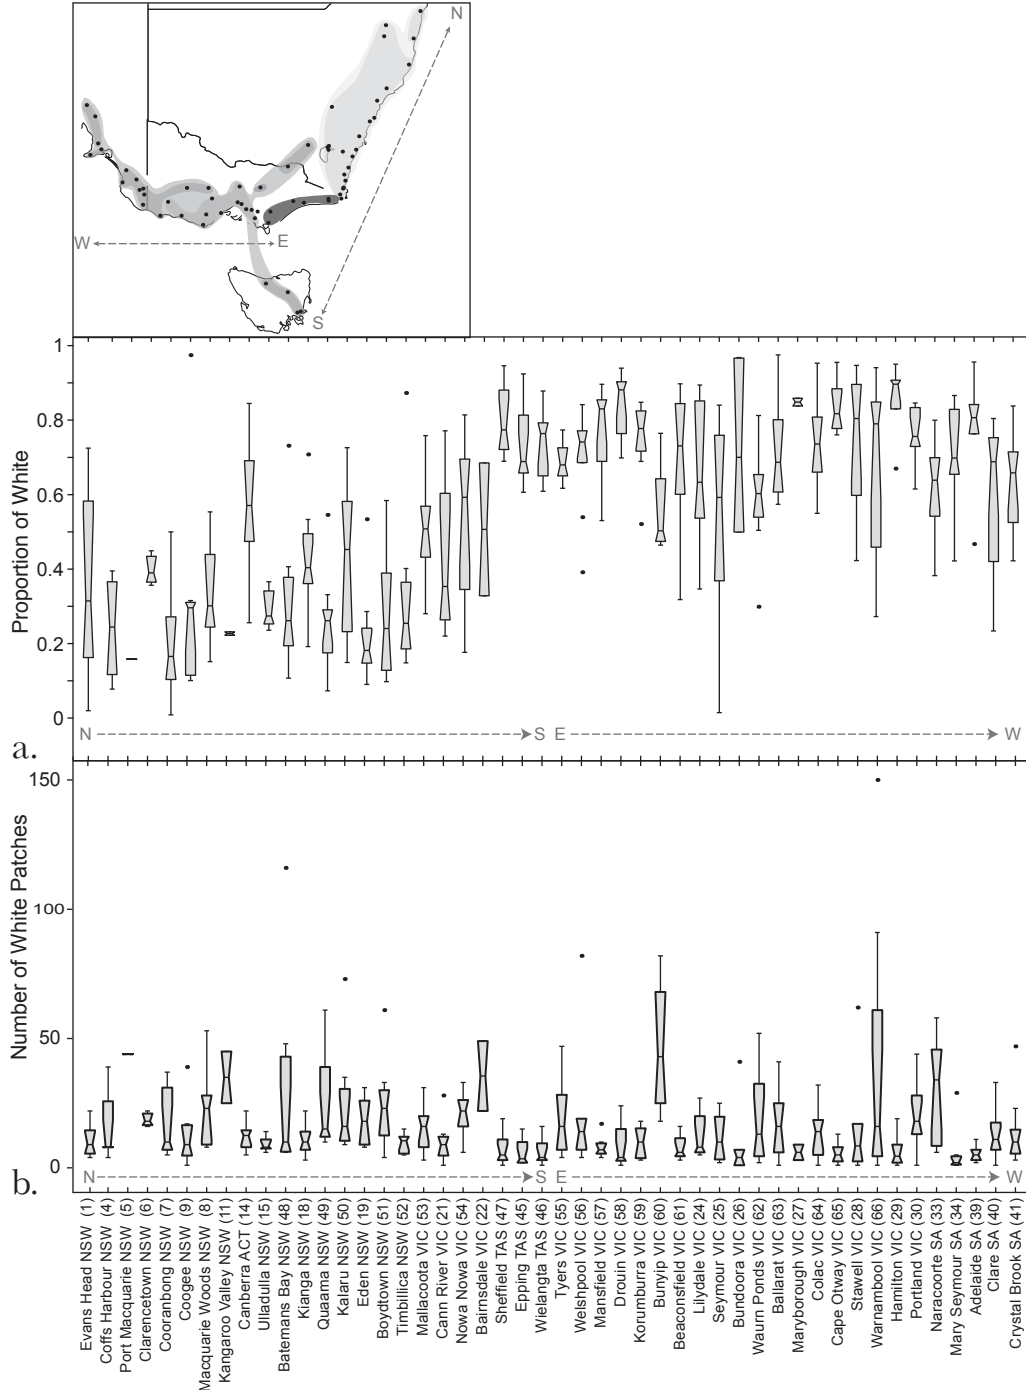 N
W
E
S
1
0.8
0.6
0.4
0.2
0
Proportion of White
N
S
E
W
a.
150
100
50
0
Number of White Patches
N
S
E
W
b.
Evans Head NSW (1)
Coffs Harbour NSW (4)
Port Macquarie NSW (5)
Clarencetown NSW (6)
Cooranbong NSW (7)
Coogee NSW (9)
Macquarie Woods NSW (8)
Kangaroo Valley NSW (11)
Canberra ACT (14)
Ulladulla NSW (15)
Batemans Bay NSW (48)
Kianga NSW (18)
Quaama NSW (49)
Kalaru NSW (50)
Eden NSW (19)
Boydtown NSW (51)
Timbillica NSW (52)
Mallacoota VIC (53)
Cann River VIC (21)
Nowa Nowa VIC (54)
Bairnsdale VIC (22)
Sheffield TAS (47)
Epping TAS (45)
Wielangta TAS (46)
Tyers VIC (55)
Welshpool VIC (56)
Mansfield VIC (57)
Drouin VIC (58)
Korumburra VIC (59)
Bunyip VIC (60)
Beaconsfield VIC (61)
Lilydale VIC (24)
Seymour VIC (25)
Bundoora VIC (26)
Waurn Ponds VIC (62)
Ballarat VIC (63)
Maryborough VIC (27)
Colac VIC (64)
Cape Otway VIC (65)
Stawell VIC (28)
Warnambool VIC (66)
Hamilton VIC (29)
Portland VIC (30)
Naracoorte SA (33)
Mary Seymour SA (34)
Adelaide SA (39)
Clare SA (40)
Crystal Brook SA (41)